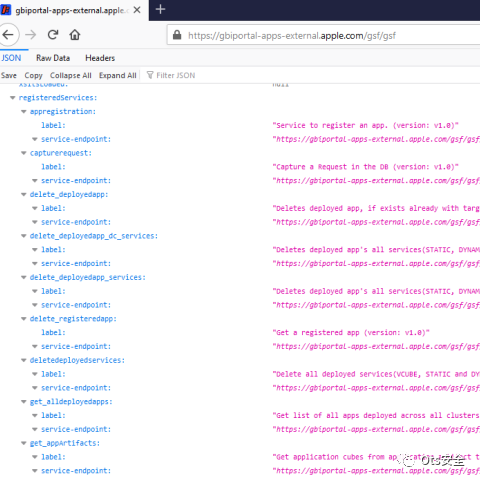 gbiportal-apps-external.apple.co
https://gbiportal-apps-external.apple.com/gsf/gsf
JSON Raw Data Headers
Save Copy Collapse All Expand All Filter JSON
null
registeredServices:
appregistration:
label: "Service to register an app. (version: v1.0)"
service-endpoint: "https://gbiportal-apps-external.apple.com/gsf/gsf
capturerequest:
label: "Capture a Request in the DB (version: v1.0)"
service-endpoint: "https://gbiportal-apps-external.apple.com/gsf/gsf/
delete_deployedapp:
label: "Deletes deployed app, if exists already with targ
service-endpoint: "https://gbiportal-apps-external.apple.com/gsf/gsf/
delete_deployedapp_dc_services:
label: "Deletes deployed app's all services(STATIC, DYNAM
service-endpoint: "https://gbiportal-apps-external.apple.com/gsf/gsf/
delete_deployedapp_services:
label: "Deletes deployed app's all services(STATIC, DYNAM
service-endpoint: "https://gbiportal-apps-external.apple.com/gsf/gsf/
delete_registeredapp:
label: "Get a registered app (version: v1.0)"
service-endpoint: "https://gbiportal-apps-external.apple.com/gsf/gsf/
deletedeployedservices:
label: "Delete all deployed services(VCUBE, STATIC and DY
service-endpoint: "https://gbiportal-apps-external.apple.com/gsf/gsf/
get_alldeployedapps:
label: "Get list of all apps deployed across all clusters
service-endpoint: "https://gbiportal-apps-external.apple.com/gsf/gsf/
get_appArtifacts:
label: "Get application cubes from t
service-endpoint: "https://gbiportal-apps-external.apple.com/gsf/gsf/
Ots安全